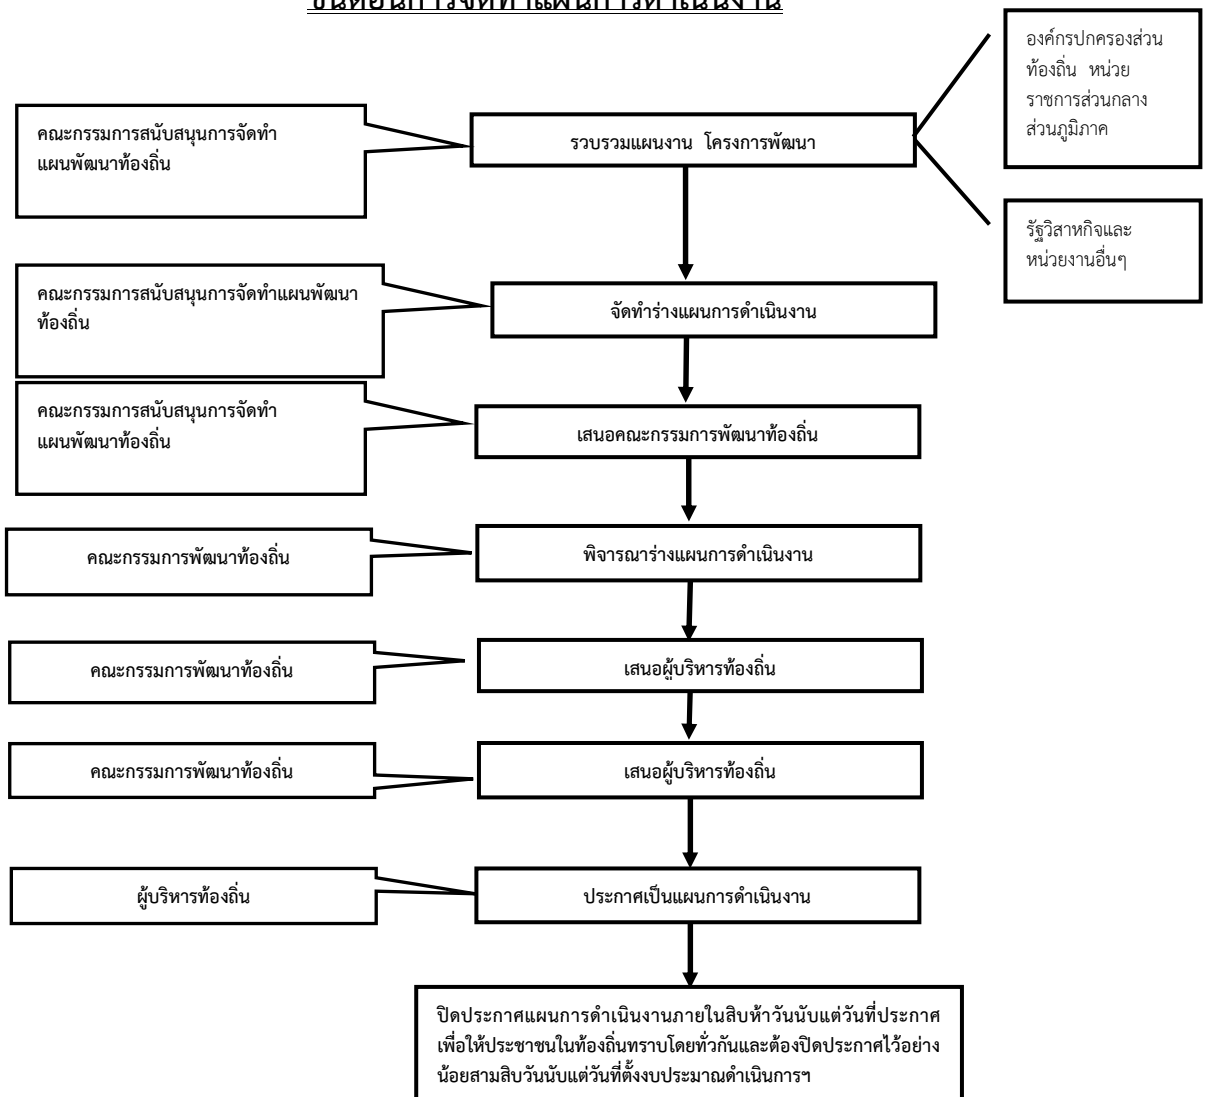 ขั้นตอนการจัดทำแผนการดำเนินงาน
องค์กรปกครองส่วน
ท้องถิ่น หน่วย
ราชการส่วนกลาง
ส่วนภูมิภาค
คณะกรรมการสนับสนุนการจัดทำ
แผนพัฒนาท้องถิ่น
รวบรวมแผนงาน โครงการพัฒนา
รัฐวิสาหกิจและ
หน่วยงานอื่นๆ
คณะกรรมการสนับสนุนการจัดทำแผนพัฒนา
ท้องถิ่น
จัดทำร่างแผนการดำเนินงาน
คณะกรรมการสนับสนุนการจัดทำ
แผนพัฒนาท้องถิ่น
เสนอคณะกรรมการพัฒนาท้องถิ่น
คณะกรรมการพัฒนาท้องถิ่น
พิจารณาร่างแผนการดำเนินงาน
คณะกรรมการพัฒนาท้องถิ่น
เสนอผู้บริหารท้องถิ่น
คณะกรรมการพัฒนาท้องถิ่น
เสนอผู้บริหารท้องถิ่น
ผู้บริหารท้องถิ่น
ประกาศเป็นแผนการดำเนินงาน
ปิดประกาศแผนการดำเนินงานภายในสิบห้าวันนับแต่วันที่ประกาศ
เพื่อให้ประชาชนในท้องถิ่นทราบโดยทั่วกันและต้องปิดประกาศไว้อย่าง
น้อยสามสิบวันนับแต่วันที่ตั้งงบประมาณดำเนินการฯ